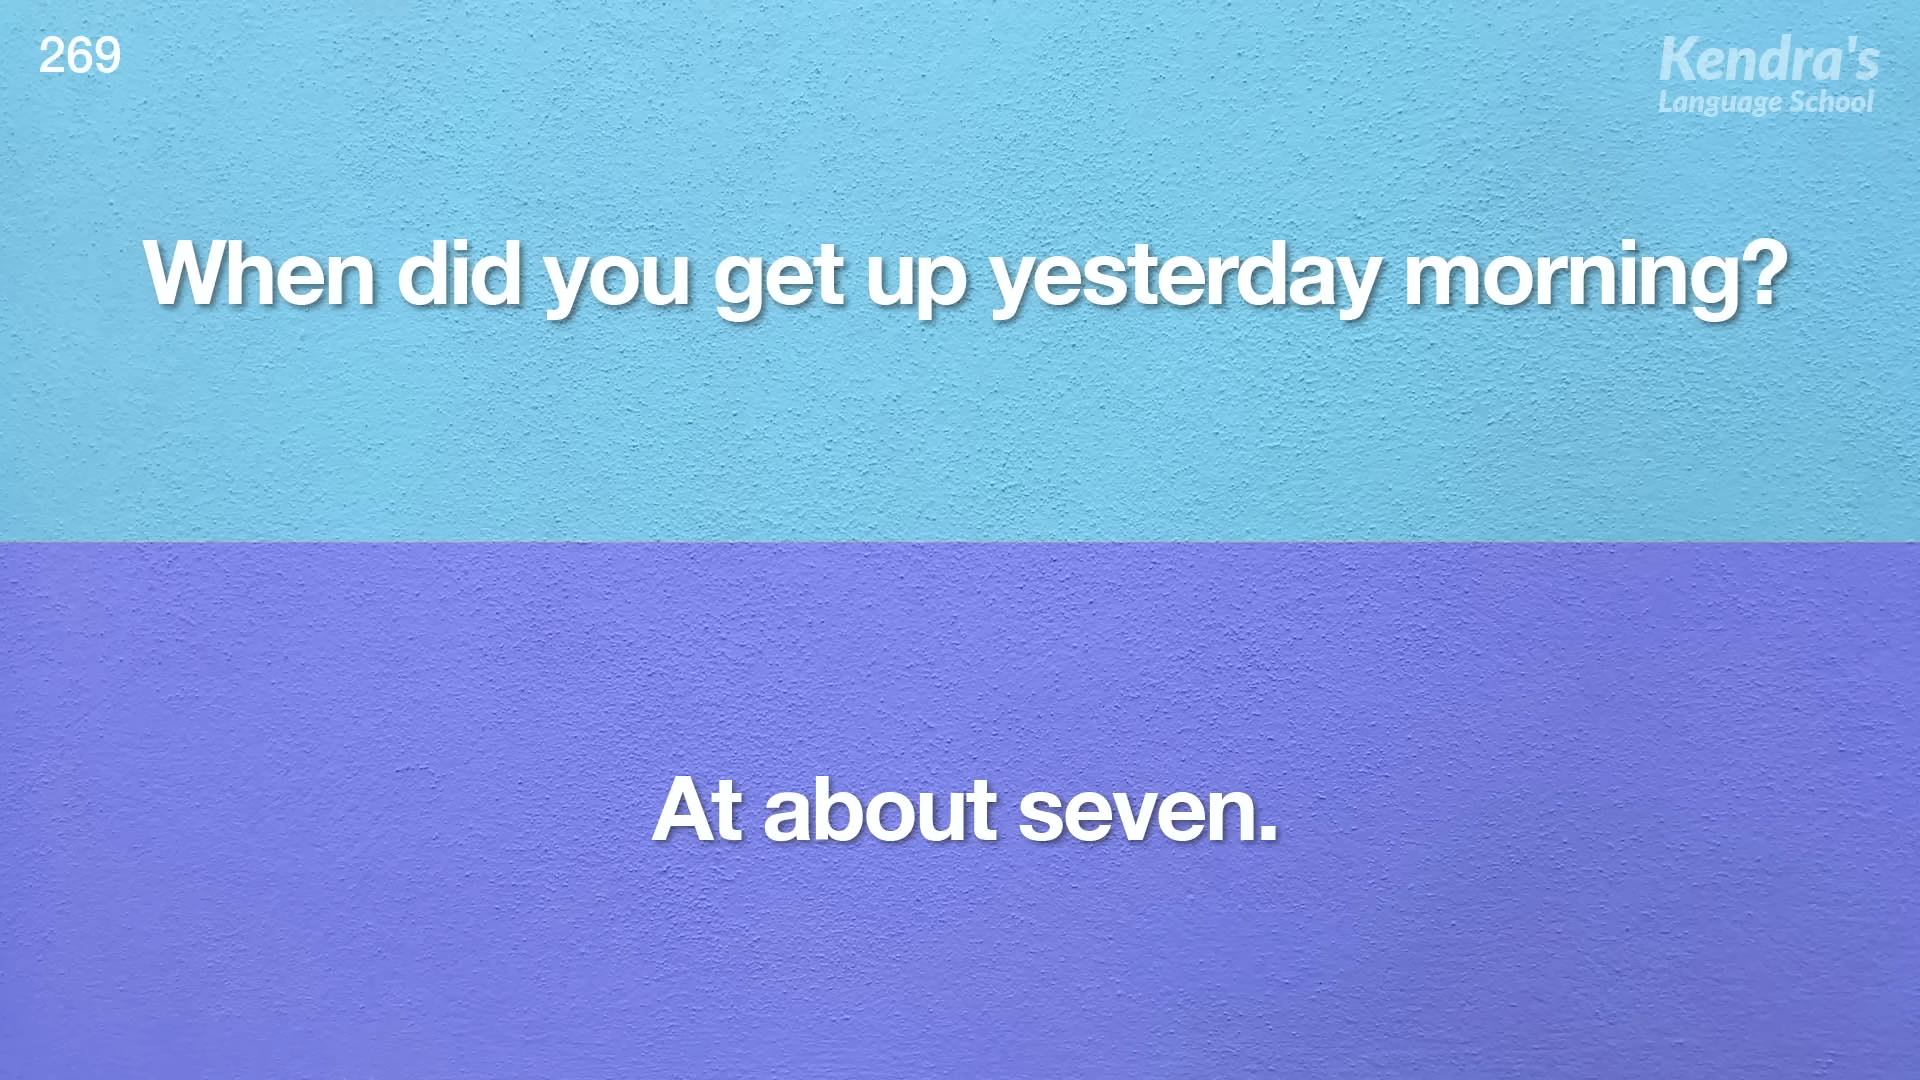 269
Kendra's
Language School
When did you get up yesterday morning?
At about seven.